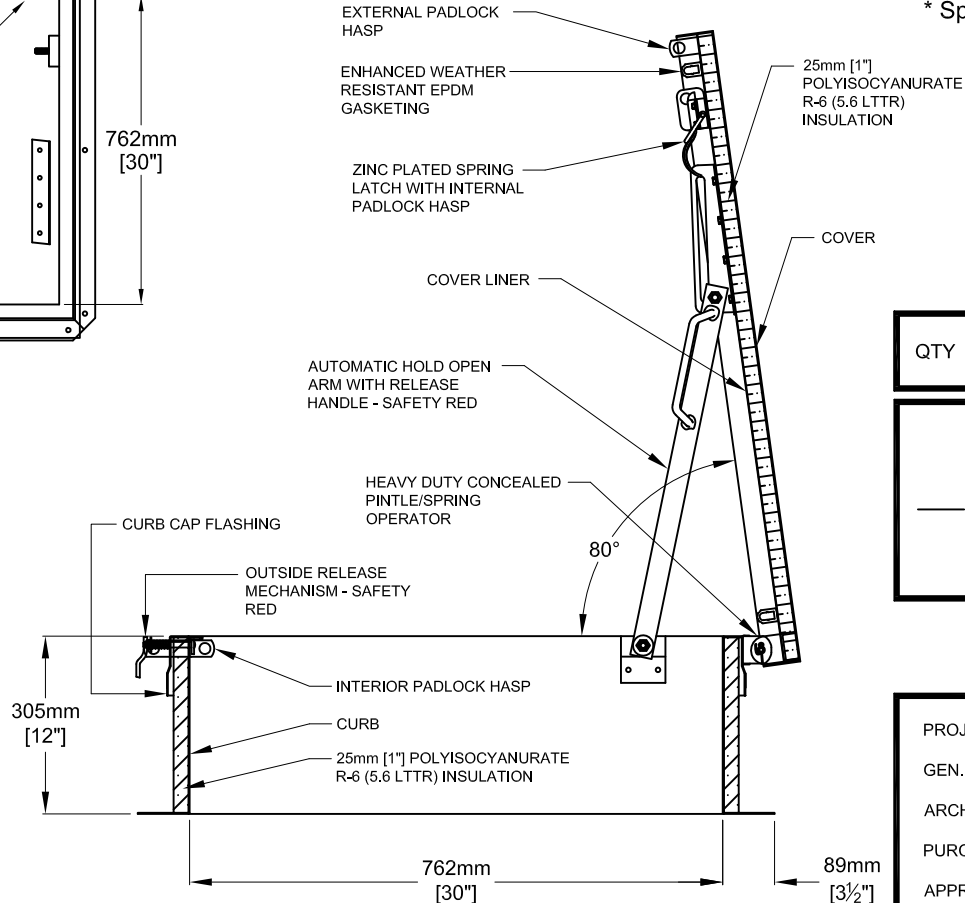 * Sp
EXTERNAL PADLOCK
HASP
ENHANCED WEATHER
RESISTANT EPDM
GASKETING
25mm [1"]
POLYISOCYANURATE
R-6 (5.6 LTTR)
INSULATION
762mm
[30"]
ZINC PLATED SPRING
LATCH WITH INTERNAL
PADLOCK HASP
COVER
COVER LINER
QTY
AUTOMATIC HOLD OPEN
ARM WITH RELEASE
HANDLE - SAFETY RED
HEAVY DUTY CONCEALED
PINTLE/SPRING
OPERATOR
CURB CAP FLASHING
80°
OUTSIDE RELEASE
MECHANISM - SAFETY
RED
INTERIOR PADLOCK HASP
305mm
[12"]
CURB
25mm [1"] POLYISOCYANURATE
R-6 (5.6 LTTR) INSULATION
PROJ
GEN.
ARCH
PURC
APPR
762mm
[30"]
89mm
[3½"]